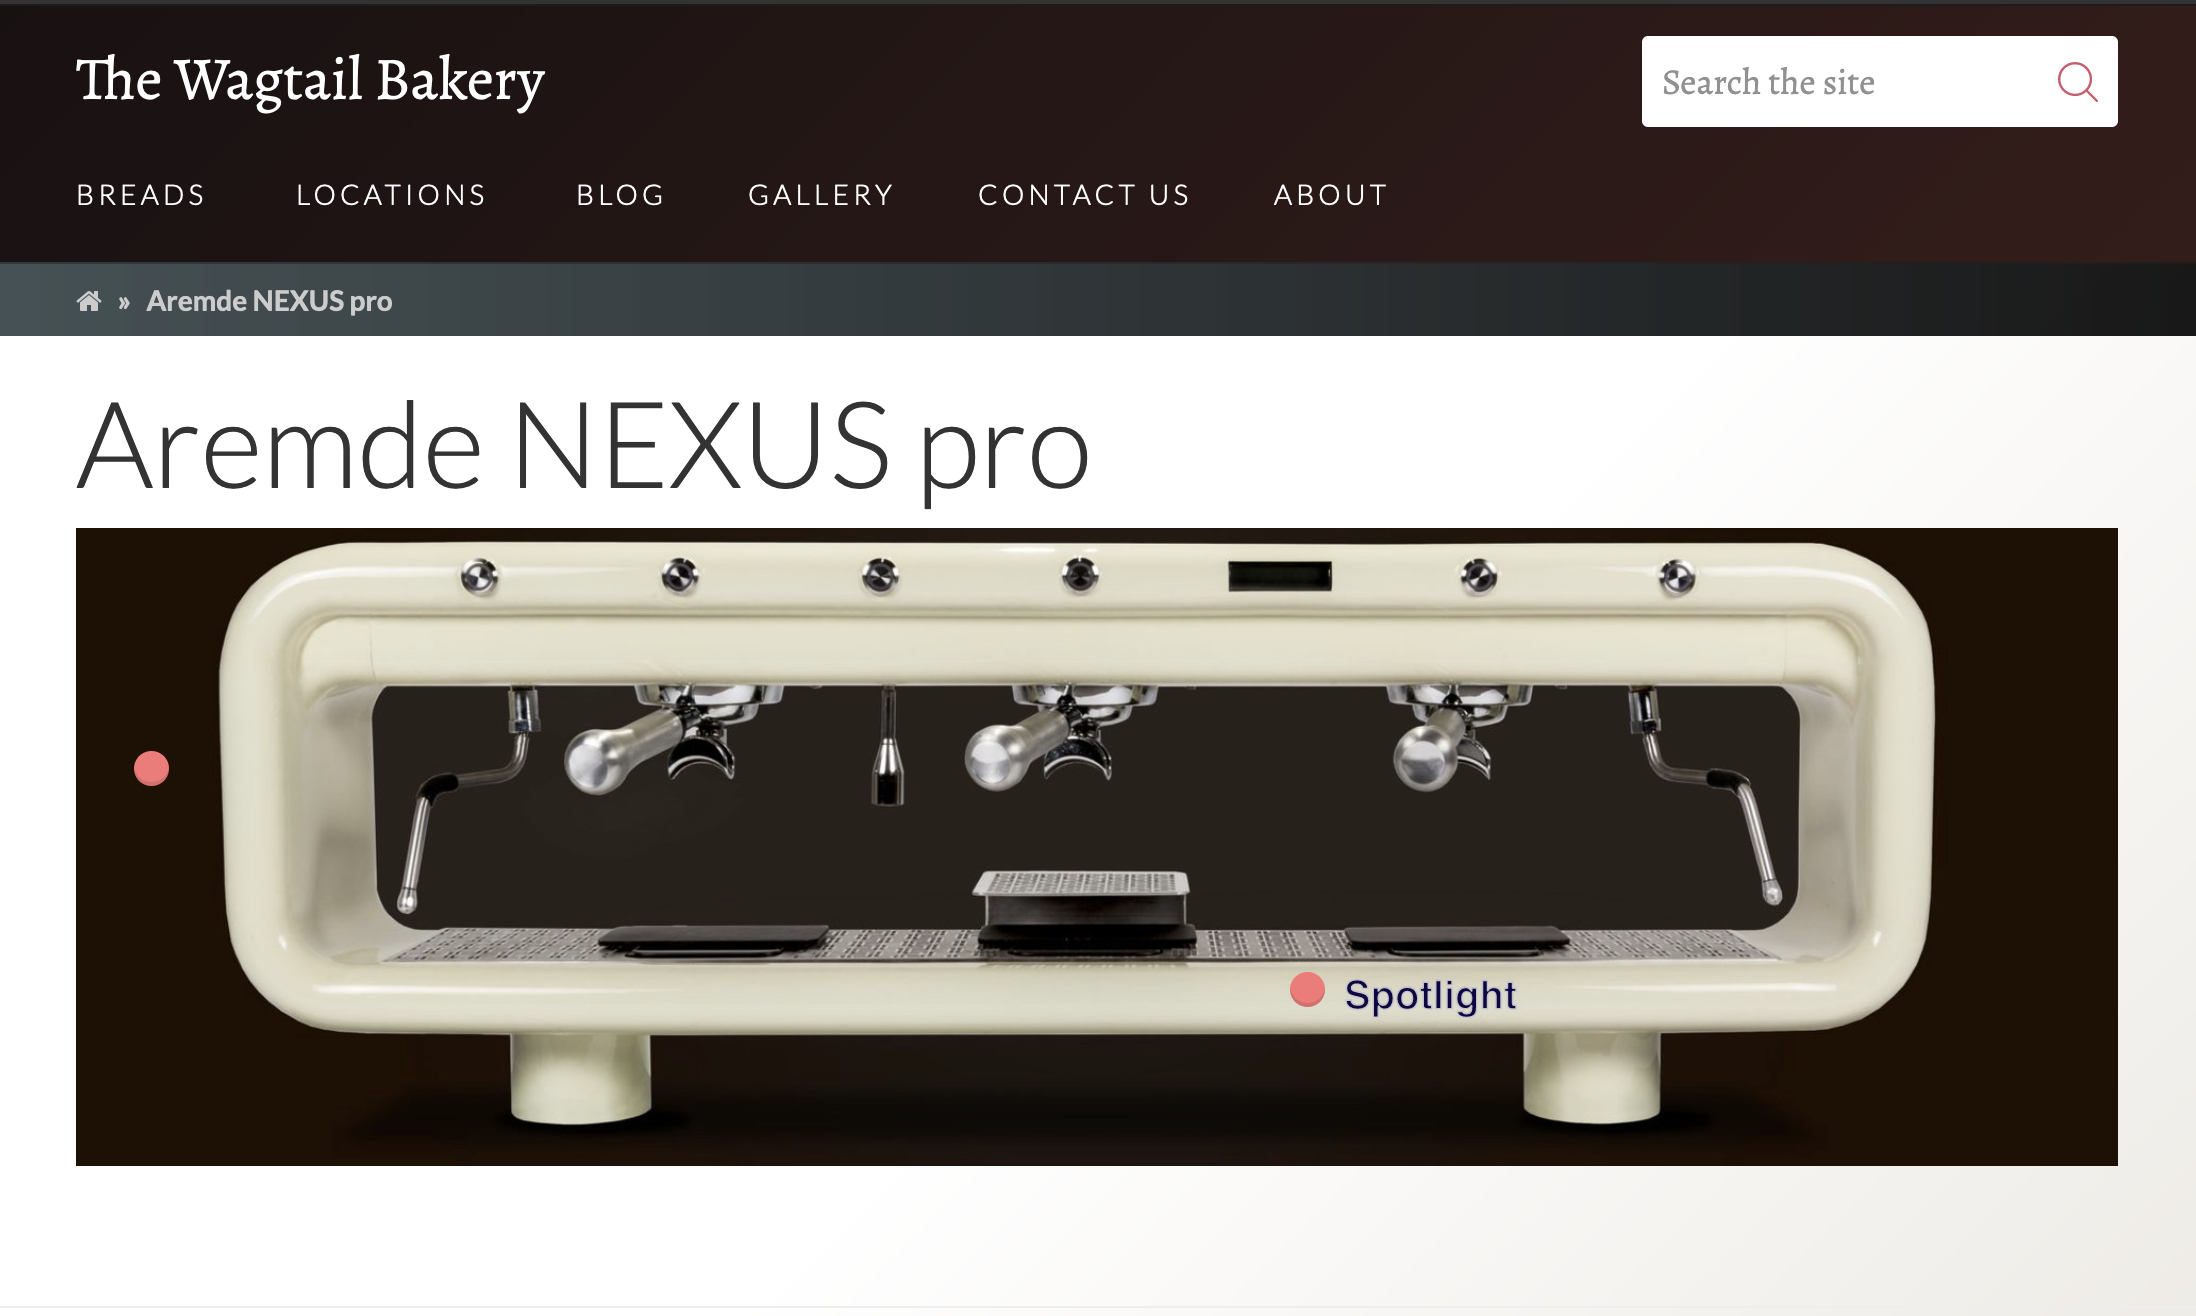 The Wagtail Bakery
Search the site
BREADS LOCATIONS BLOG GALLERY CONTACT US ABOUT
» Aremde NEXUS pro
Aremde NEXUS pro
Spotlight